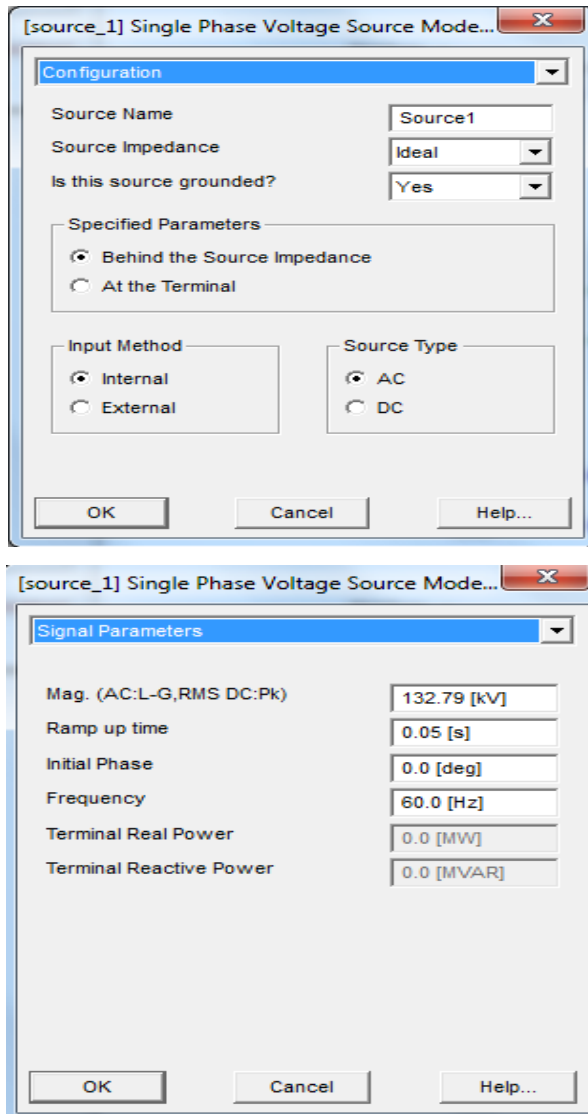 [source_1] Single Phase Voltage Source Mode...
Configuration
Source Name Source1
Source Impedance Ideal
Is this source grounded? Yes
Specified Parameters
Behind the Source Impedance
At the Terminal
Input Method Source Type
Internal AC
External DC
OK Cancel Help...
[source_1] Single Phase Voltage Source Mode...
Signal Parameters
Mag. (AC:L-G,RMS DC:Pk) 132.79 [kV]
Ramp up time 0.05 [s]
Initial Phase 0.0 [deg]
Frequency 60.0 [Hz]
Terminal Real Power 0.0 [MW]
Terminal Reactive Power 0.0 [MVAR]
OK Cancel Help...